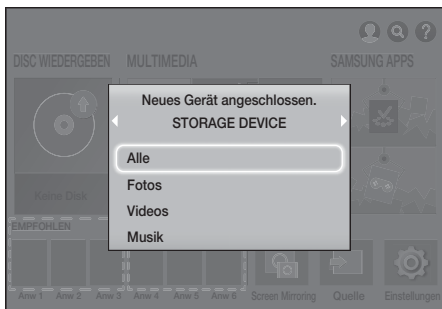 DISC WIEDERGEBEN MULTIMEDIA SAMSUNG APPS
Neues Gerät angeschlossen.
STORAGE DEVICE
Alle
Fotos
Videos
Musik
Keine Disk
EMPFOHLEN
Anw 1 Anw 2 Anw 3 Anw 4 Anw 5 Anw 6 Screen Mirroring Quelle Einstellungen